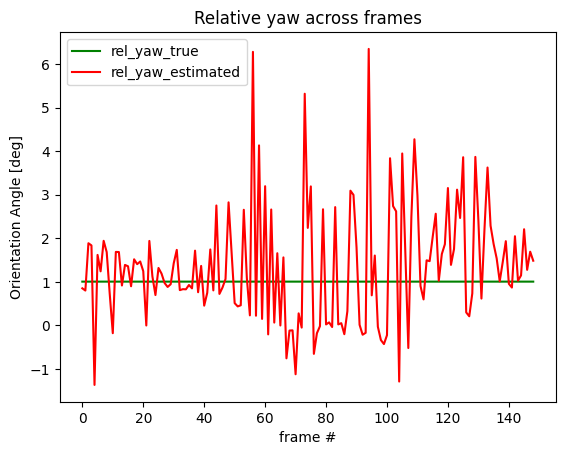 Relative yaw across frames
rel_yaw_true
rel_yaw_estimated
Orientation Angle [deg]
6
5
4
3
2
1
0
−1
0 20 40 60 80 100 120 140
frame #